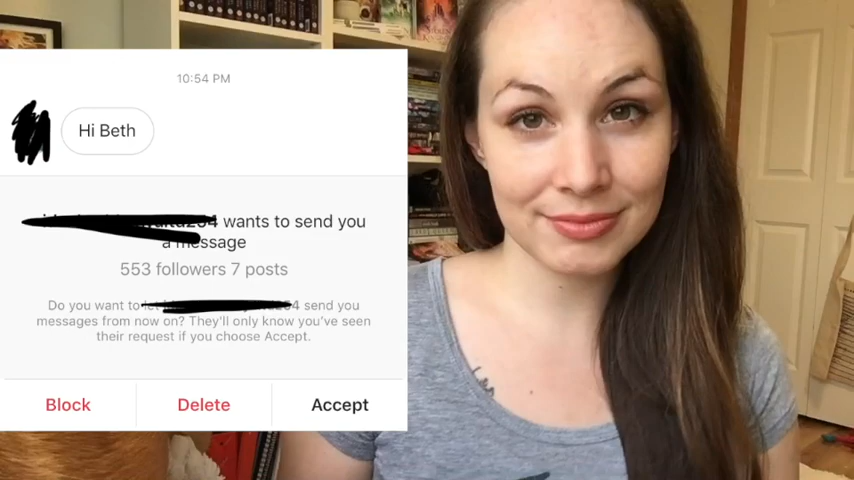 10:54 PM
Hi Beth
wants to send you
a message
553 followers 7 posts
Do you want to let send you
messages from now on? They'll only know you've seen
their request if you choose Accept.
Block
Delete
Accept